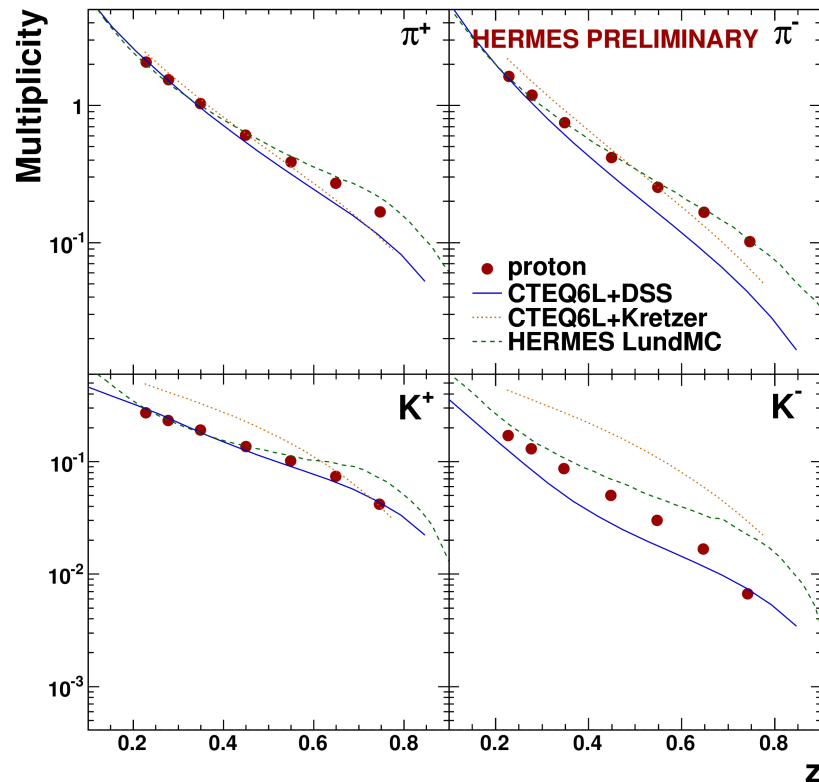 Multiplicity
π+
HERMES PRELIMINARY
π-
1
10-1
proton
CTEQ6L+DSS
CTEQ6L+Kretzer
HERMES LundMC
K+
K-
10-1
10-2
10-3
0.2 0.4 0.6 0.8
0.2 0.4 0.6 0.8
z